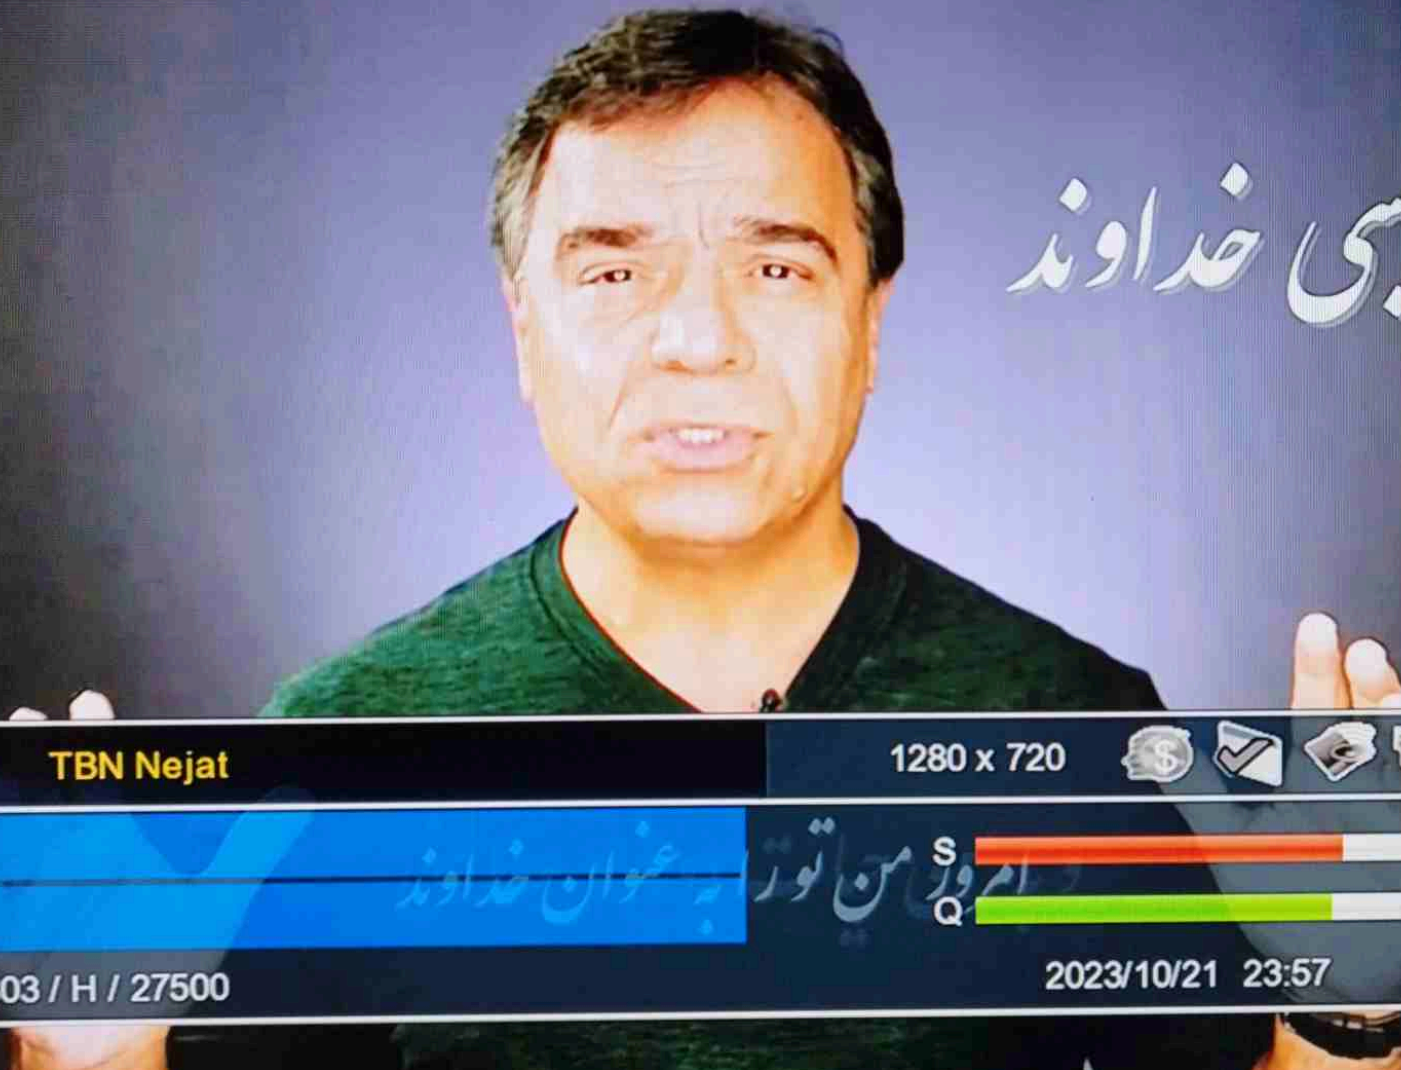 خداوند
TBN Nejat
1280 x 720
امروز من تو را به عنوان خداوند
S
Q
03 / H / 27500
2023/10/21 23:57